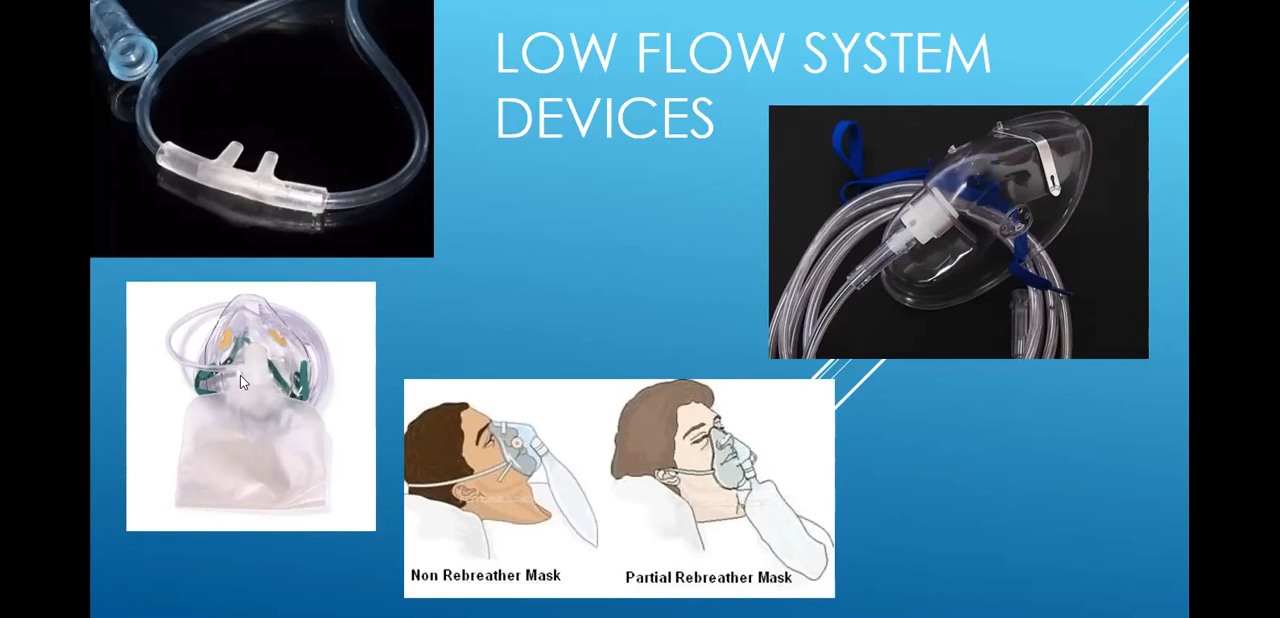 LOW FLOW SYSTEM
DEVICES
Non Rebreather Mask
Partial Rebreather Mask